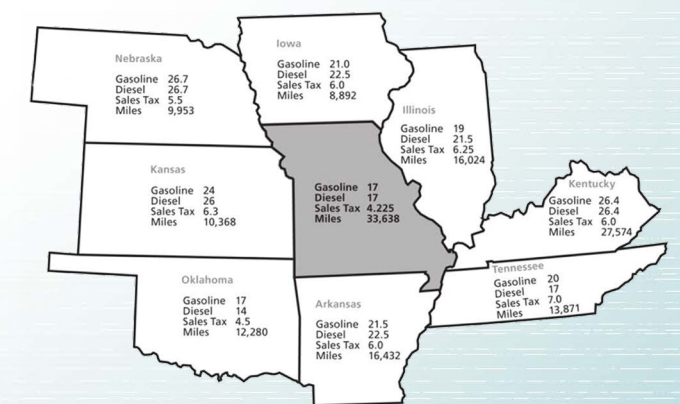 Nebraska
Gasoline 26.7
Diesel 26.7
Sales Tax 5.5
Miles 9,953
Iowa
Gasoline 21.0
Diesel 22.5
Sales Tax 6.0
Miles 8,892
Illinois
Gasoline 19
Diesel 21.5
Sales Tax 6.25
Miles 16,024
Kansas
Gasoline 24
Diesel 26
Sales Tax 6.3
Miles 10,368
Gasoline 17
Diesel 17
Sales Tax 4.225
Miles 33,638
Kentucky
Gasoline 26.4
Diesel 26.4
Sales Tax 6.0
Miles 27,574
Oklahoma
Gasoline 17
Diesel 14
Sales Tax 4.5
Miles 12,280
Arkansas
Gasoline 21.5
Diesel 22.5
Sales Tax 6.0
Miles 16,432
Tennessee
Gasoline 20
Diesel 17
Sales Tax 7.0
Miles 13,871